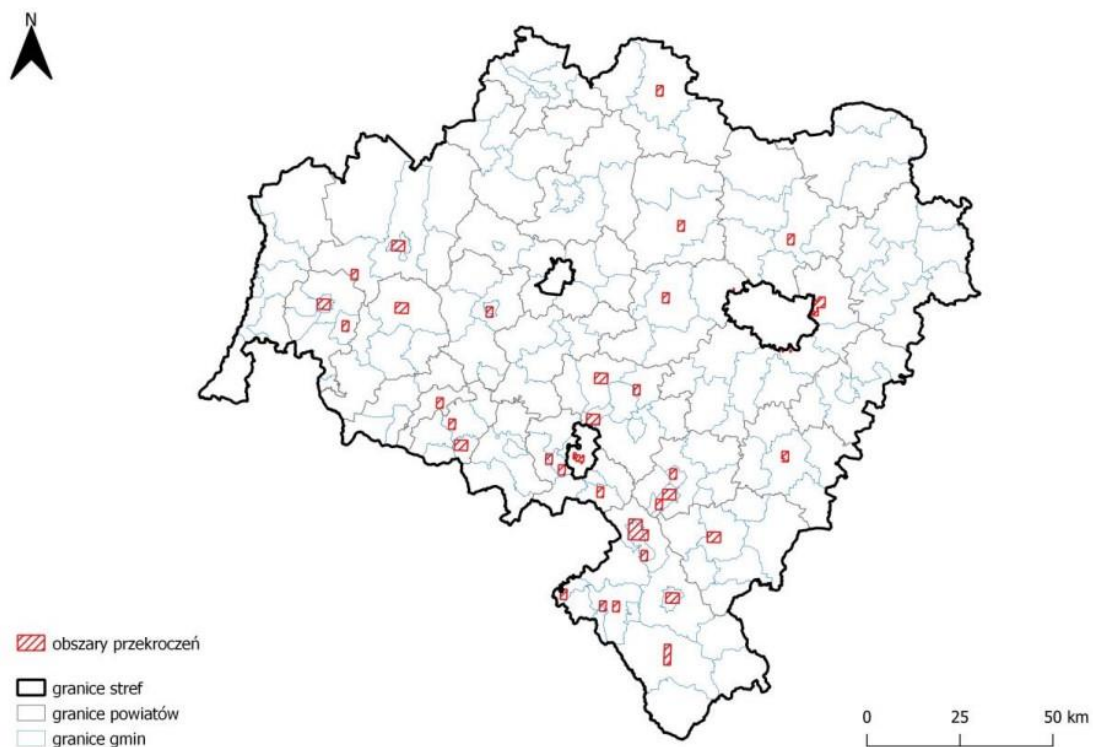 N
obszary przekroczeń
granice stref
granice powiatów
granice gmin
0 25 50 km